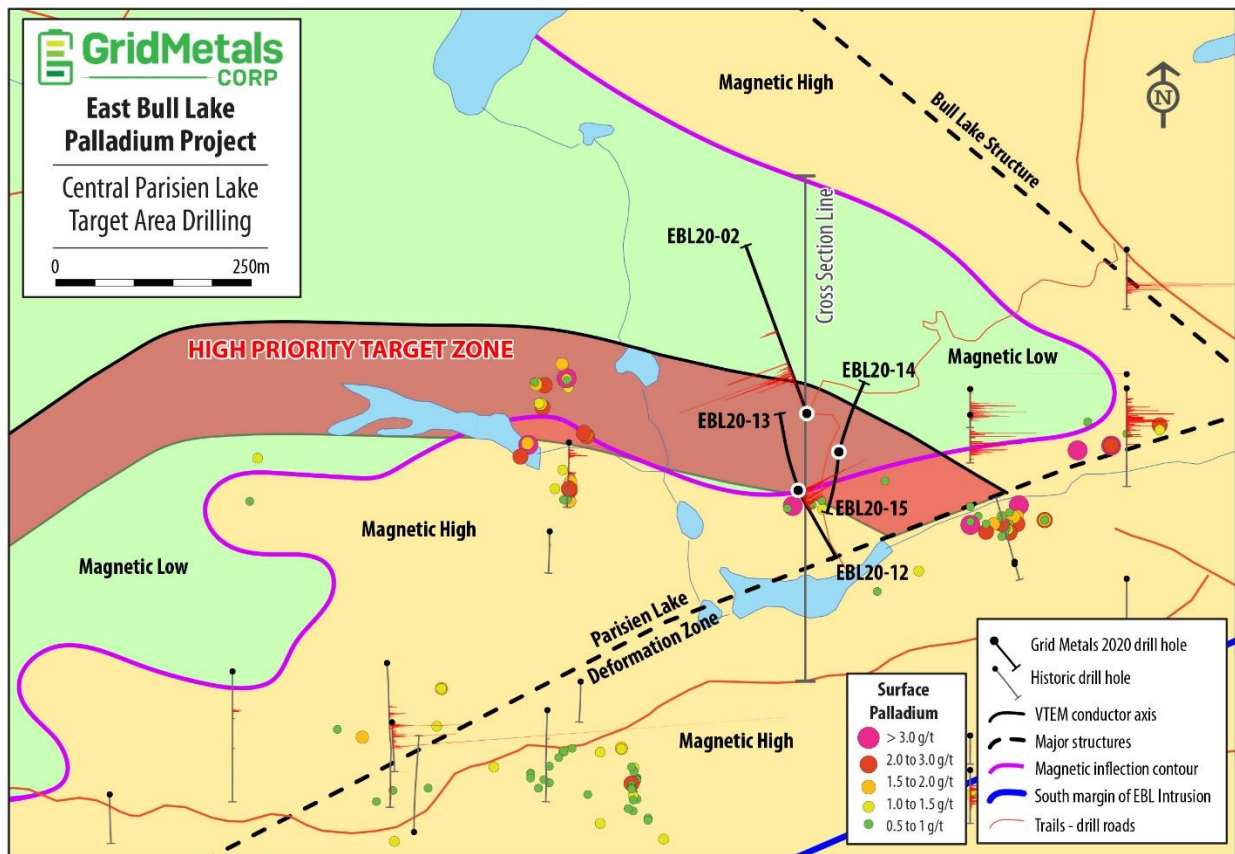 GridMetals
CORP
East Bull Lake
Palladium Project
Central Parisien Lake
Target Area Drilling
0 250m
Magnetic High
N
Bull Lake Structure
EBL20-02
Cross Section Line
HIGH PRIORITY TARGET ZONE
EBL20-14
Magnetic Low
EBL20-13
EBL20-15
Magnetic High
Magnetic Low
EBL20-12
Parisien Lake
Deformation Zone
Magnetic High
Surface
Palladium
> 3.0 g/t
2.0 to 3.0 g/t
1.5 to 2.0 g/t
1.0 to 1.5 g/t
0.5 to 1 g/t
Grid Metals 2020 drill hole
Historic drill hole
VTEM conductor axis
Major structures
Magnetic inflection contour
South margin of EBL Intrusion
Trails - drill roads